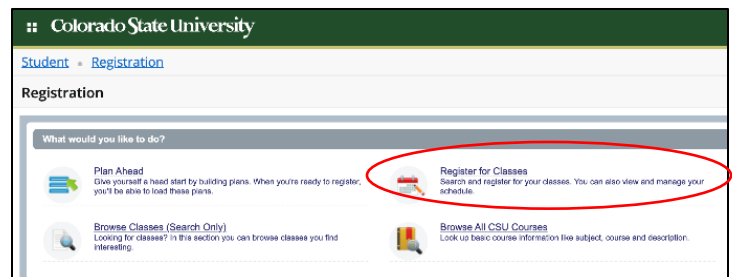 Colorado State University
Student • Registration
Registration
What would you like to do?
Plan Ahead
Give yourself a head start by building plans. When you're ready to register,
you'll be able to load these plans.
Register for Classes
Search and register for your classes. You can also view and manage your
schedule.
Browse Classes (Search Only)
Looking for classes? In this section you can browse classes you find
interesting.
Browse All CSU Courses
Look up basic course information like subject, course and description.